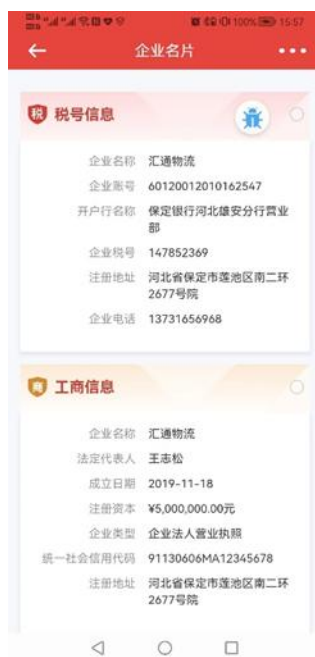 100% 15:57
企业名片
税 税号信息
企业名称 汇通物流
企业账号 60120012010162547
开户行名称 保定银行河北雄安分行营业
部
企业税号 147852369
注册地址 河北省保定市莲池区南二环
2677号院
企业电话 13731656968
商 工商信息
企业名称 汇通物流
法定代表人 王志松
成立日期 2019-11-18
注册资本 ¥5,000,000.00元
企业类型 企业法人营业执照
统一社会信用代码 91130606MA12345678
注册地址 河北省保定市莲池区南二环
2677号院